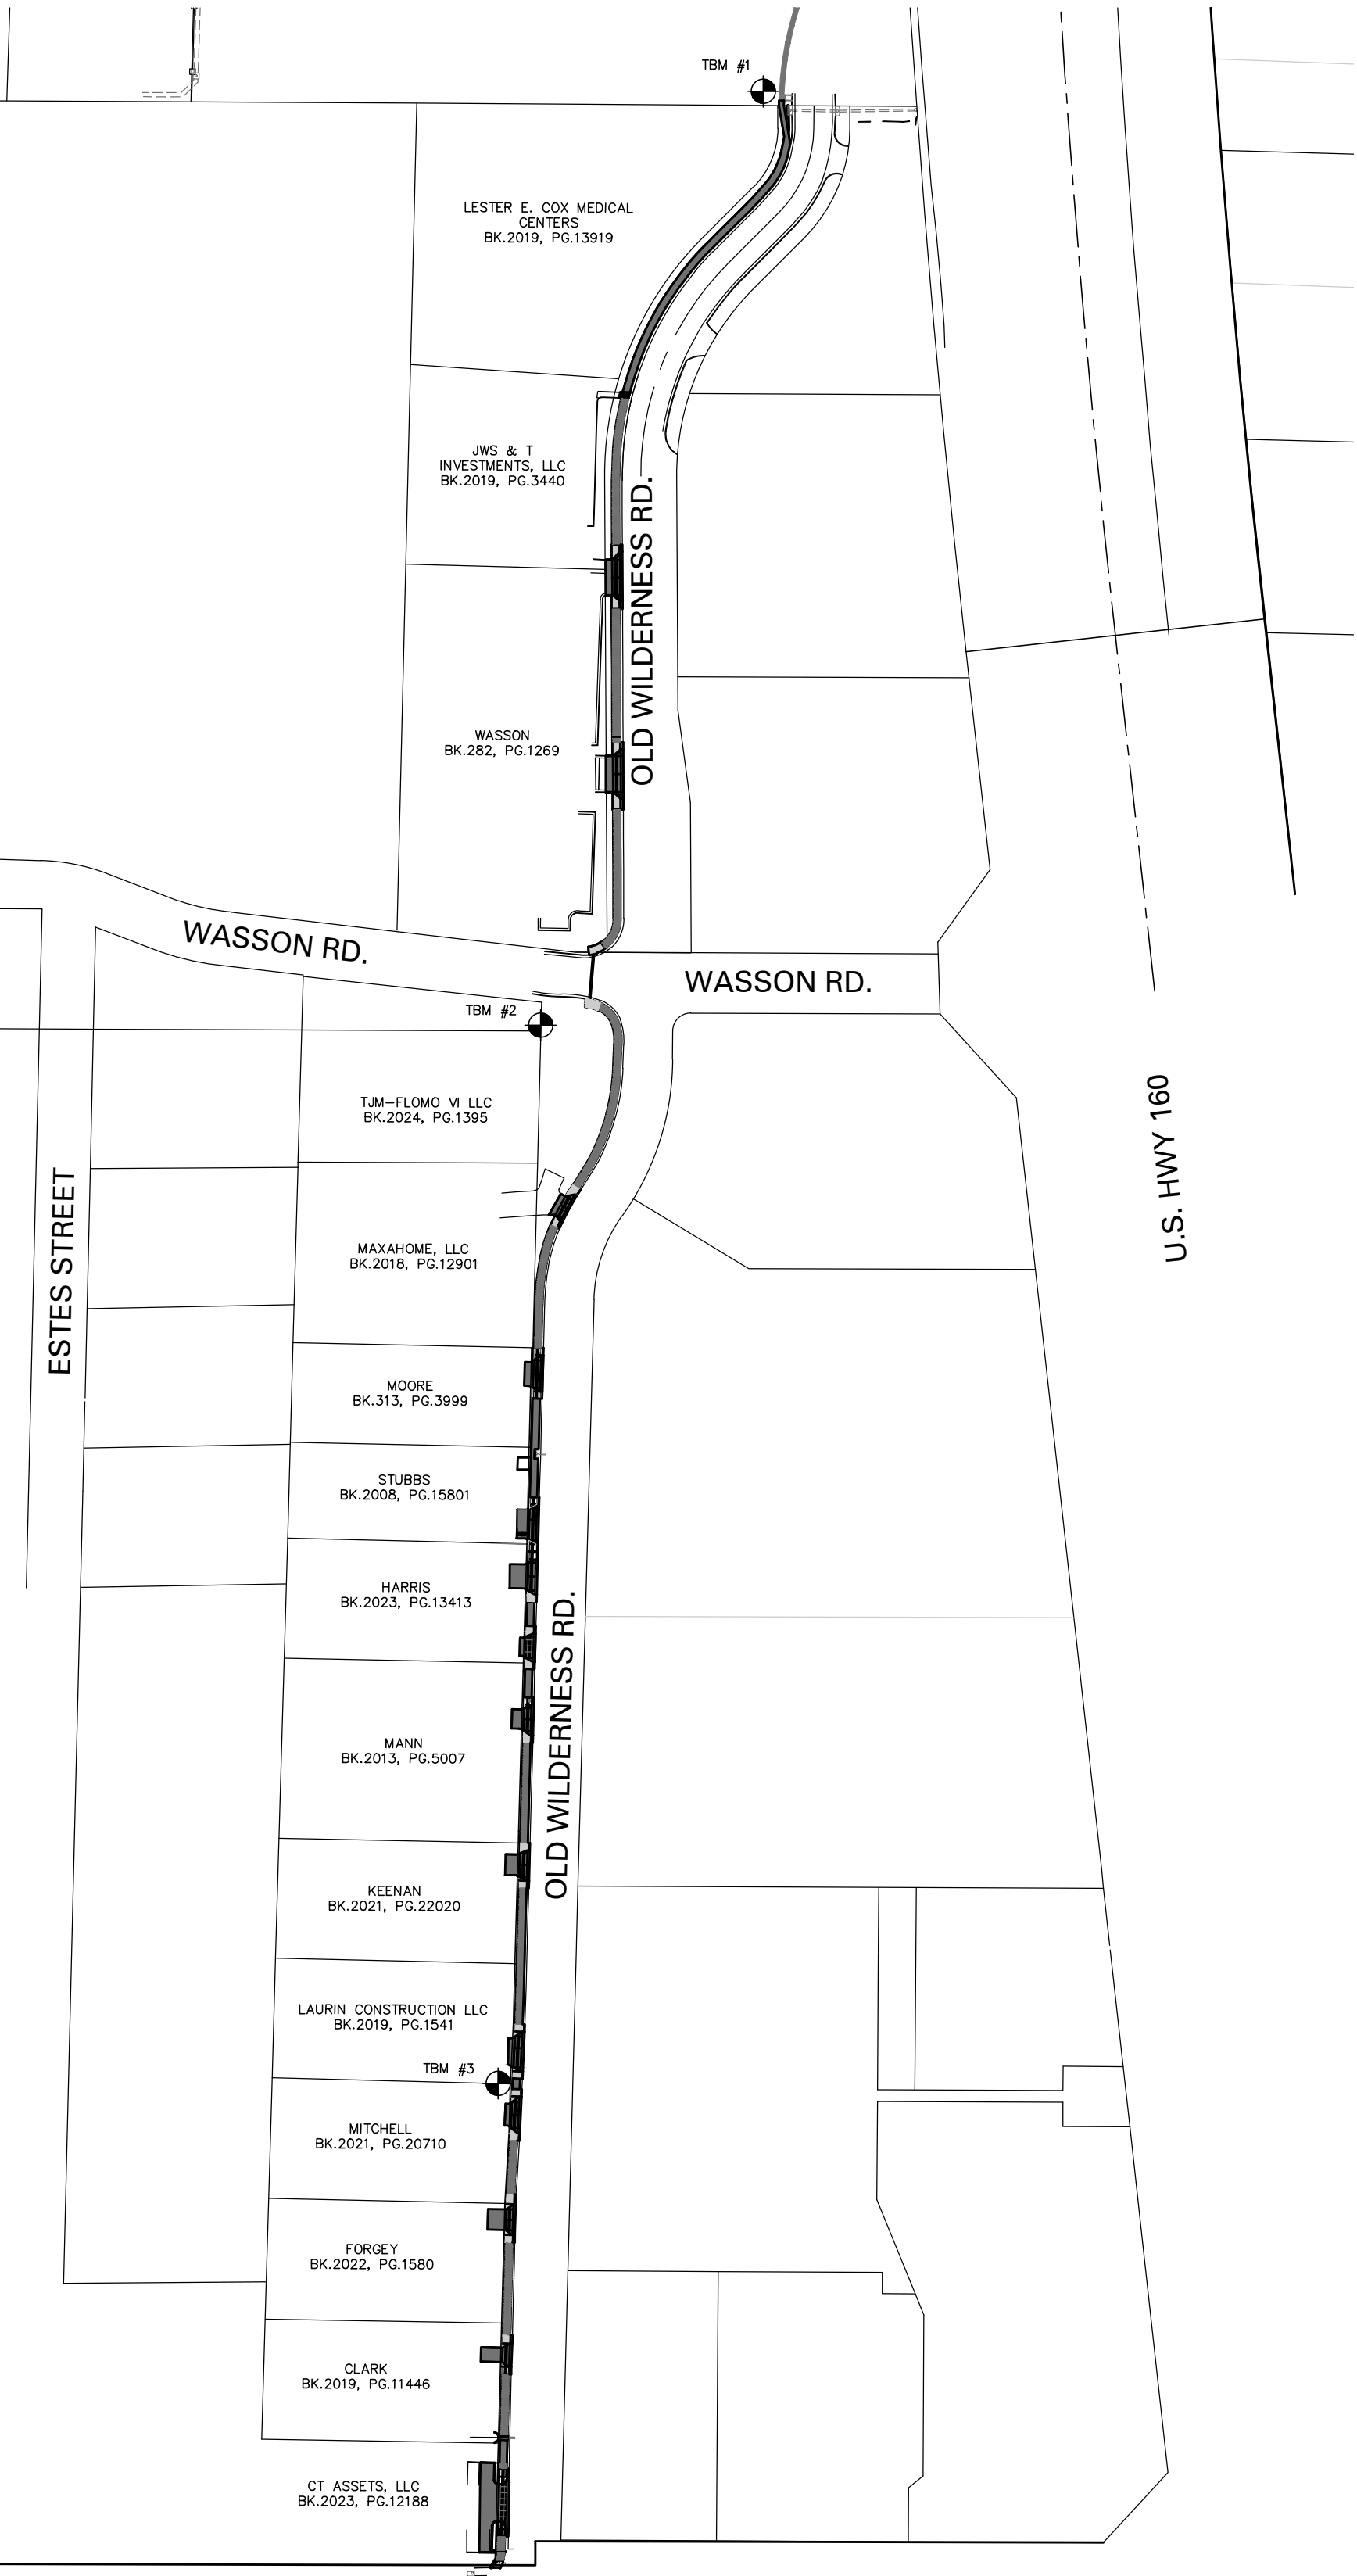 TBM #1
LESTER E. COX MEDICAL
CENTERS
BK.2019, PG.13919
JWS & T
INVESTMENTS, LLC
BK.2019, PG.3440
OLD WILDERNESS RD.
WASSON
BK.282, PG.1269
WASSON RD.
WASSON RD.
TBM #2
TJM-FLOMO VI LLC
BK.2024, PG.1395
U.S. HWY 160
ESTES STREET
MAXAHOME, LLC
BK.2018, PG.12901
MOORE
BK.313, PG.3999
STUBBS
BK.2008, PG.15801
HARRIS
BK.2023, PG.13413
OLD WILDERNESS RD.
MANN
BK.2013, PG.5007
KEENAN
BK.2021, PG.22020
LAURIN CONSTRUCTION LLC
BK.2019, PG.1541
TBM #3
MITCHELL
BK.2021, PG.20710
FORGEY
BK.2022, PG.1580
CLARK
BK.2019, PG.11446
CT ASSETS, LLC
BK.2023, PG.12188